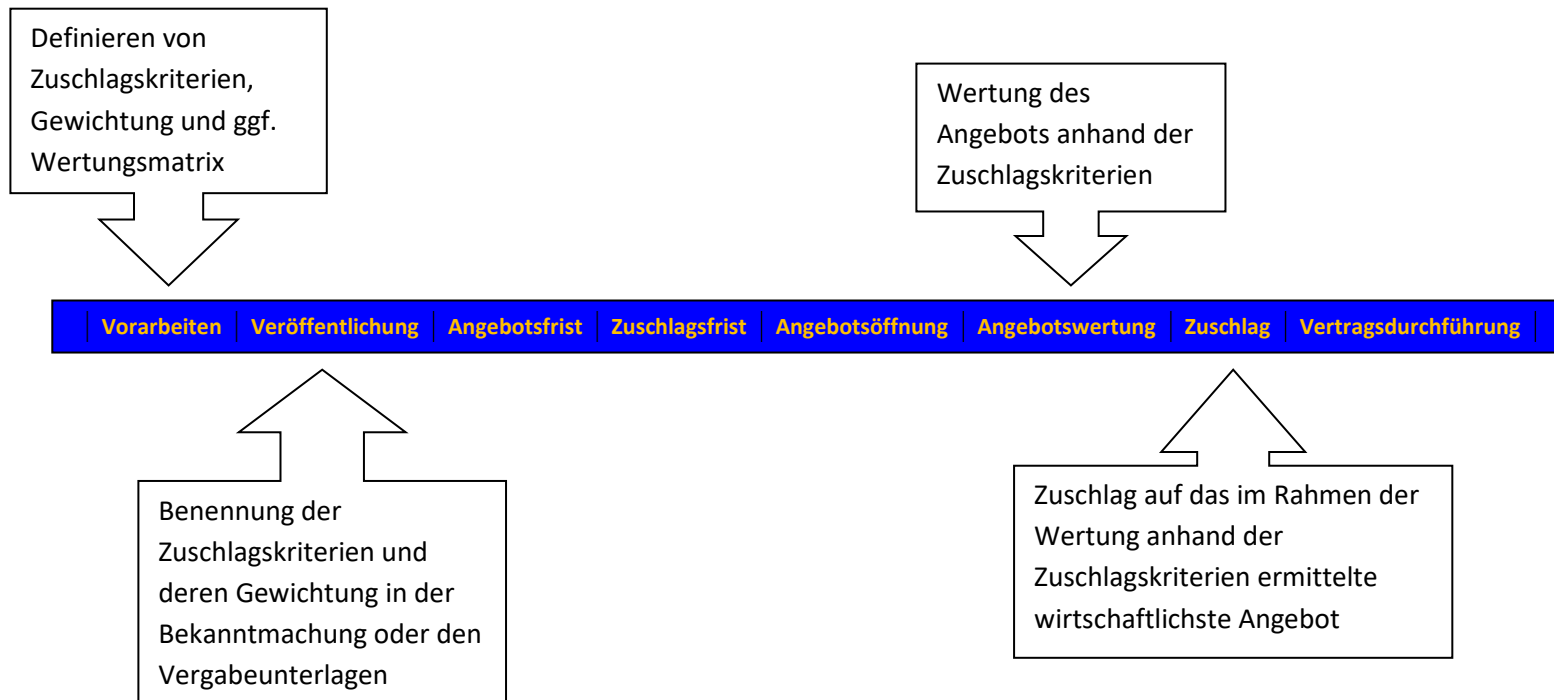 Definieren von
Zuschlagskriterien,
Gewichtung und ggf.
Wertungsmatrix
Wertung des
Angebots anhand der
Zuschlagskriterien
Vorarbeiten Veröffentlichung Angebotsfrist Zuschlagsfrist Angebotsöffnung Angebotswertung Zuschlag Vertragsdurchführung
Benennung der
Zuschlagskriterien und
deren Gewichtung in der
Bekanntmachung oder den
Vergabeunterlagen
Zuschlag auf das im Rahmen der
Wertung anhand der
Zuschlagskriterien ermittelte
wirtschaftlichste Angebot